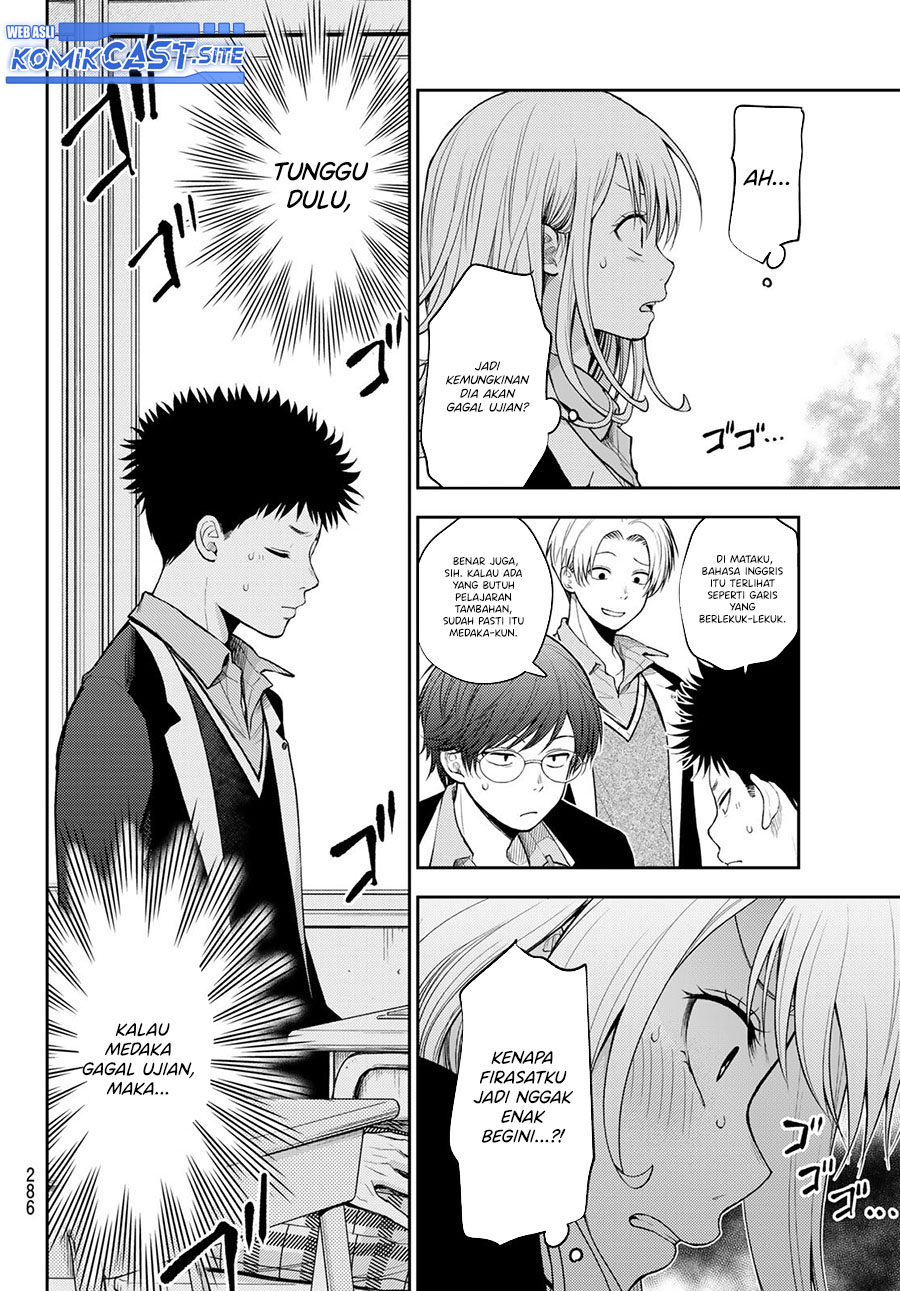 WEB ASLI
KOMIKCAST.SITE
AH...
JADI
KEMUNGKINAN
DIA AKAN
GAGAL UJIAN?
ゴゴ...
DI MATAKU,
BAHASA INGGRIS
ITU TERLIHAT
SEPERTI GARIS
YANG
BERLEKUK-LEKUK.
BENAR JUGA,
SIH. KALAU ADA
YANG BUTUH
PELAJARAN
TAMBAHAN,
SUDAH PASTI ITU
MEDAKA-KUN.
KENAPA
FIRASATKU
JADI NGGAK
ENAK
BEGINI...?!
ゴゴゴ...
TUNGGU
DULU,
ゴ
ゴ
ゴ
ゴ
ゴ
ゴ
KALAU
MEDAKA
GAGAL UJIAN,
MAKA...
286